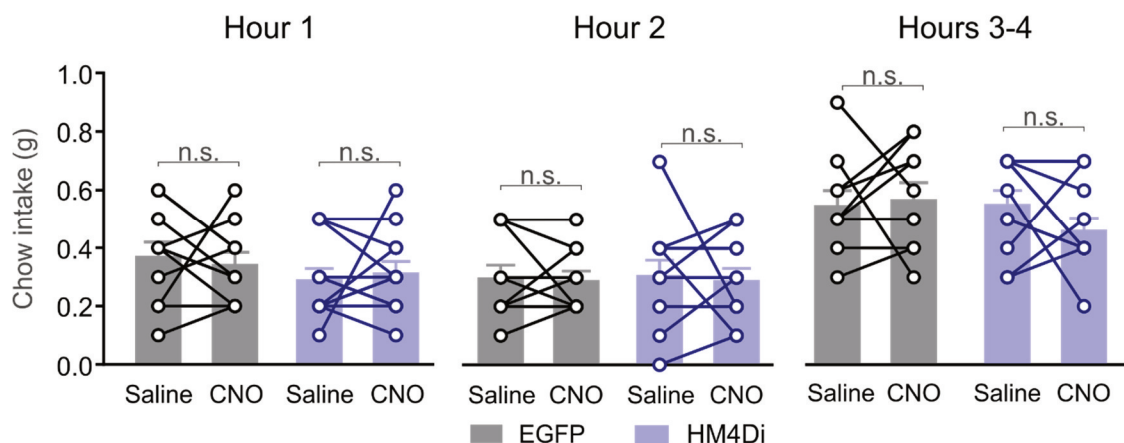 Hour 1 Hour 2 Hours 3-4
Chow intake (g)
1.0
0.8
0.6
0.4
0.2
0.0
n.s. n.s. n.s. n.s. n.s. n.s.
Saline CNO Saline CNO Saline CNO Saline CNO Saline CNO Saline CNO
EGFP HM4Di